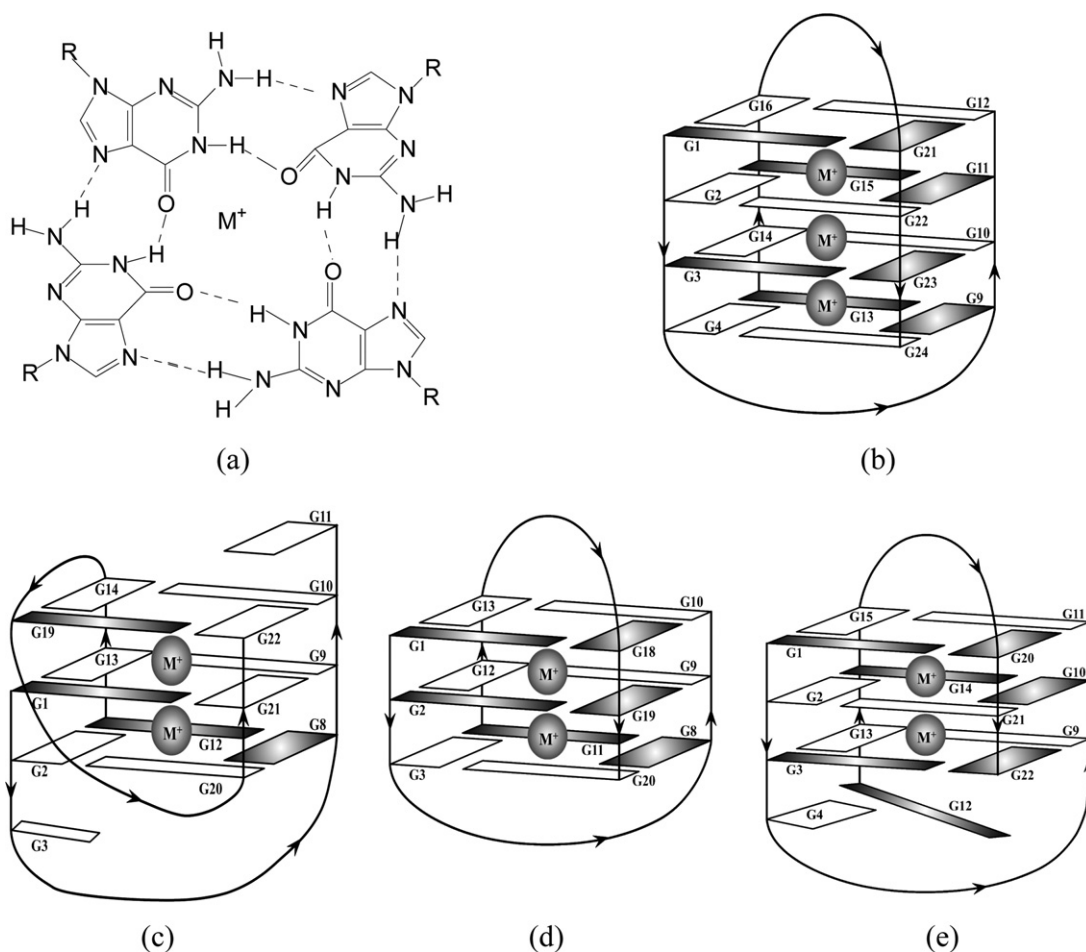 R
N
N
N
N
H
H
N
N
R
N
H
O
N
N
H
N
H
H
H
O
M⁺
N
H
N
H
H
N
N
O
O
N
N
R
H
N
N
H
N
H
N
N
R
(a)
G16
G12
G1
G21
M⁺
G11
G2
G15
G22
G14
M⁺
G10
G3
G23
M⁺
G9
G4
G13
G24
(b)
G11
G14
G10
G19
G22
G13
M⁺
G9
G1
G21
M⁺
G8
G2
G12
G20
G3
(c)
G13
G10
G1
G18
G12
M⁺
G9
G2
G19
M⁺
G8
G3
G11
G20
(d)
G15
G11
G1
G20
M⁺
G10
G2
G14
G21
G13
M⁺
G9
G3
G22
G12
G4
(e)